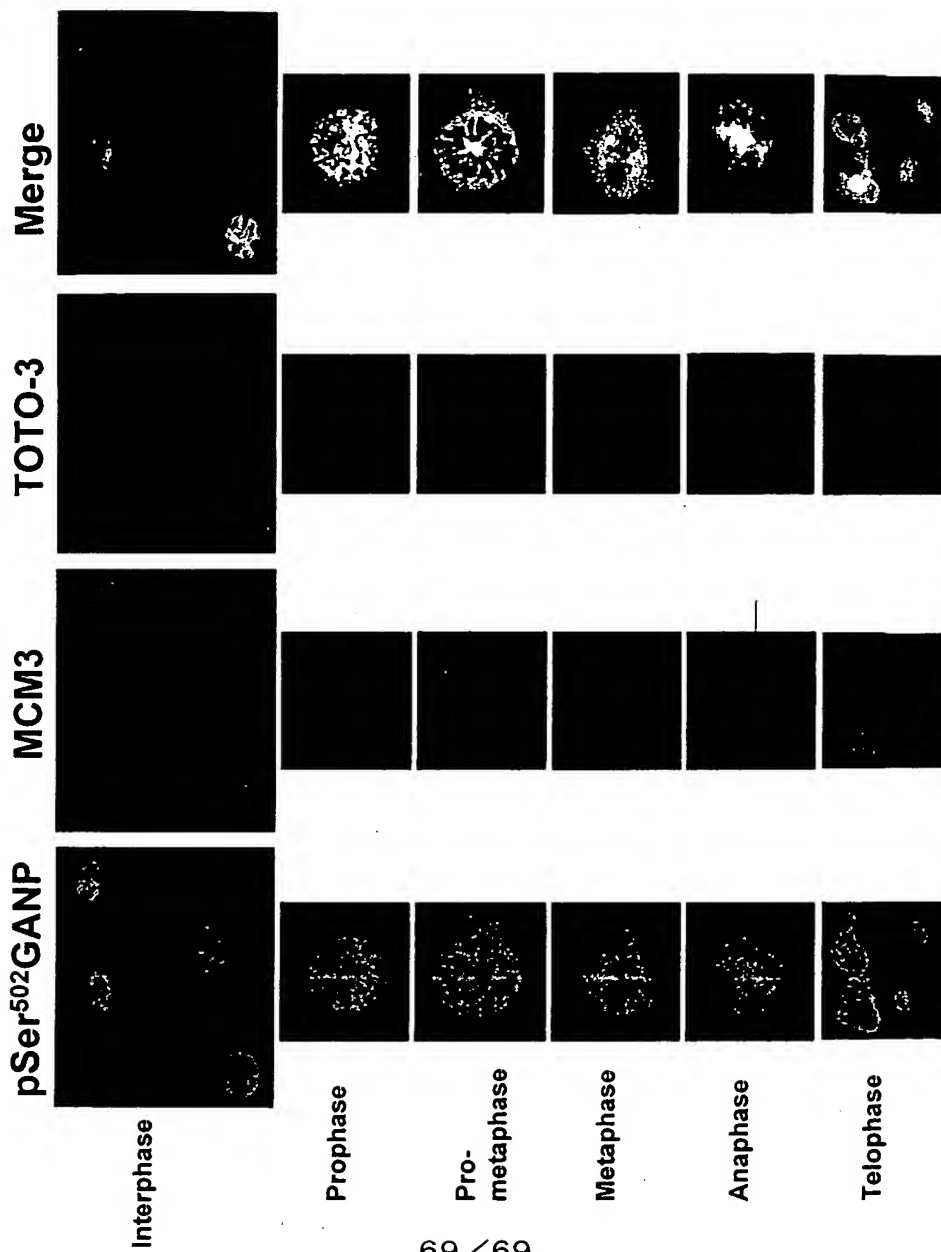 pSer⁵⁰²GANP
MCM3
TOTO-3
Merge
Interphase
Prophase
Pro-
metaphase
Metaphase
Anaphase
Telophase
69/69